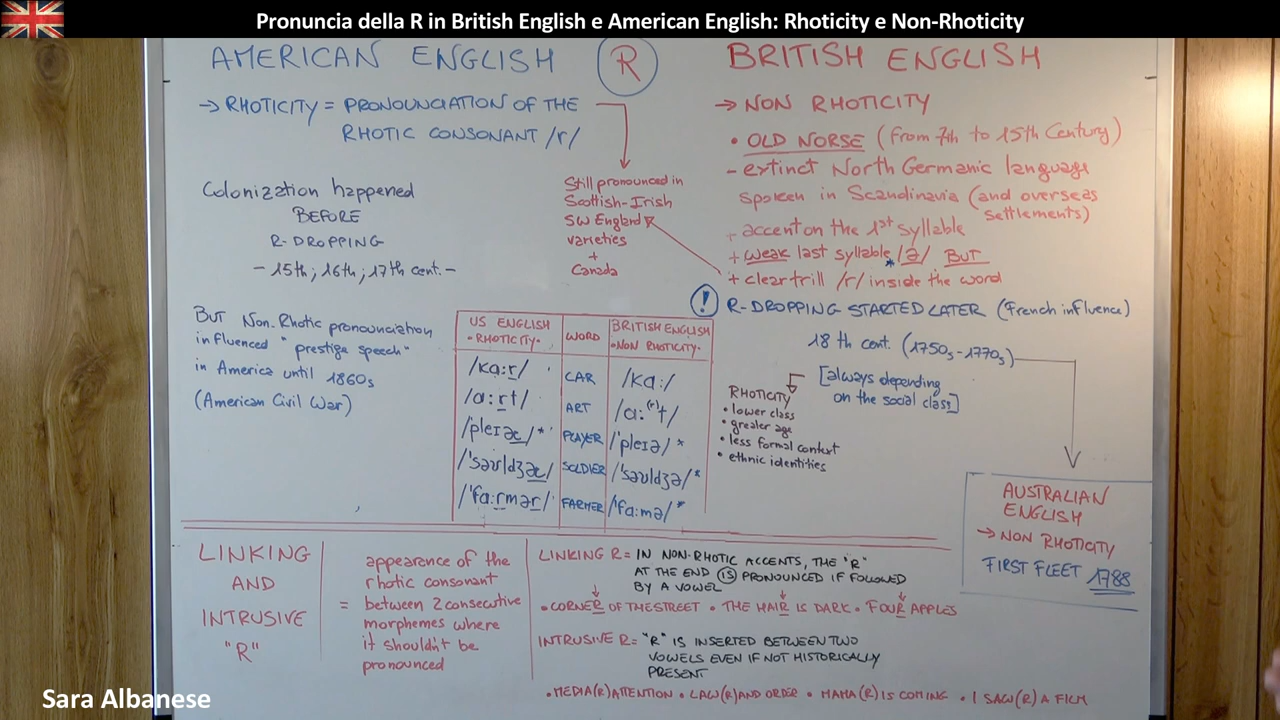 Pronuncia della R in British English e American English: Rhoticity e Non-Rhoticity
AMERICAN ENGLISH
R
BRITISH ENGLISH
→ RHOTICITY = PRONOUNCIATION OF THE
RHOTIC CONSONANT /r/
Colonization happened
BEFORE
R-DROPPING
- 15th; 16th; 17th cent. -
Still pronounced in
Scottish-Irish
SW England
varieties
+
Canada
→ NON RHOTICITY
• OLD NORSE (from 7th to 15th Century)
- extinct North Germanic language
spoken in Scandinavia (and overseas
settlements)
+ accent on the 1st syllable
+ weak last syllable /ə/ BUT
*
+ clear trill /r/ inside the word
! R-DROPPING STARTED LATER (French influence)
18th cent. (1750s-1770s)
[always depending
on the social class]
RHOTICITY
• lower class
• greater age
• less formal context
• ethnic identities
But Non-Rhotic pronounciation
influenced "prestige speech"
in America until 1860s
(American Civil War)
US ENGLISH
• RHOTICITY •
WORD
BRITISH ENGLISH
• NON RHOTICITY •
/kɑ:r/ CAR /kɑ:/
/ɑ:rt/ ART /ɑ:(r)t/
/pleɪəɾ/* PLAYER /ˈpleɪə/ *
/ˈsəʊldʒəɾ/ SOLDIER /ˈsəʊldʒə/*
/ˈfɑ:rmər/ FARMER /ˈfɑ:mə/*
AUSTRALIAN
ENGLISH
→ NON RHOTICITY
FIRST FLEET 1788
LINKING
AND
INTRUSIVE
"R"
= appearance of the
rhotic consonant
between 2 consecutive
morphemes where
it shouldn't be
pronounced
LINKING R = IN NON-RHOTIC ACCENTS, THE "R"
AT THE END IS PRONOUNCED IF FOLLOWED
BY A VOWEL
• CORNER OF THE STREET • THE HAIR IS DARK • FOUR APPLES
INTRUSIVE R = "R" IS INSERTED BETWEEN TWO
VOWELS EVEN IF NOT HISTORICALLY
PRESENT
• MEDIA(R)ATTENTION • LAW(R)AND ORDER • MAMA(R) IS COMING • I SAW(R) A FILM
Sara Albanese